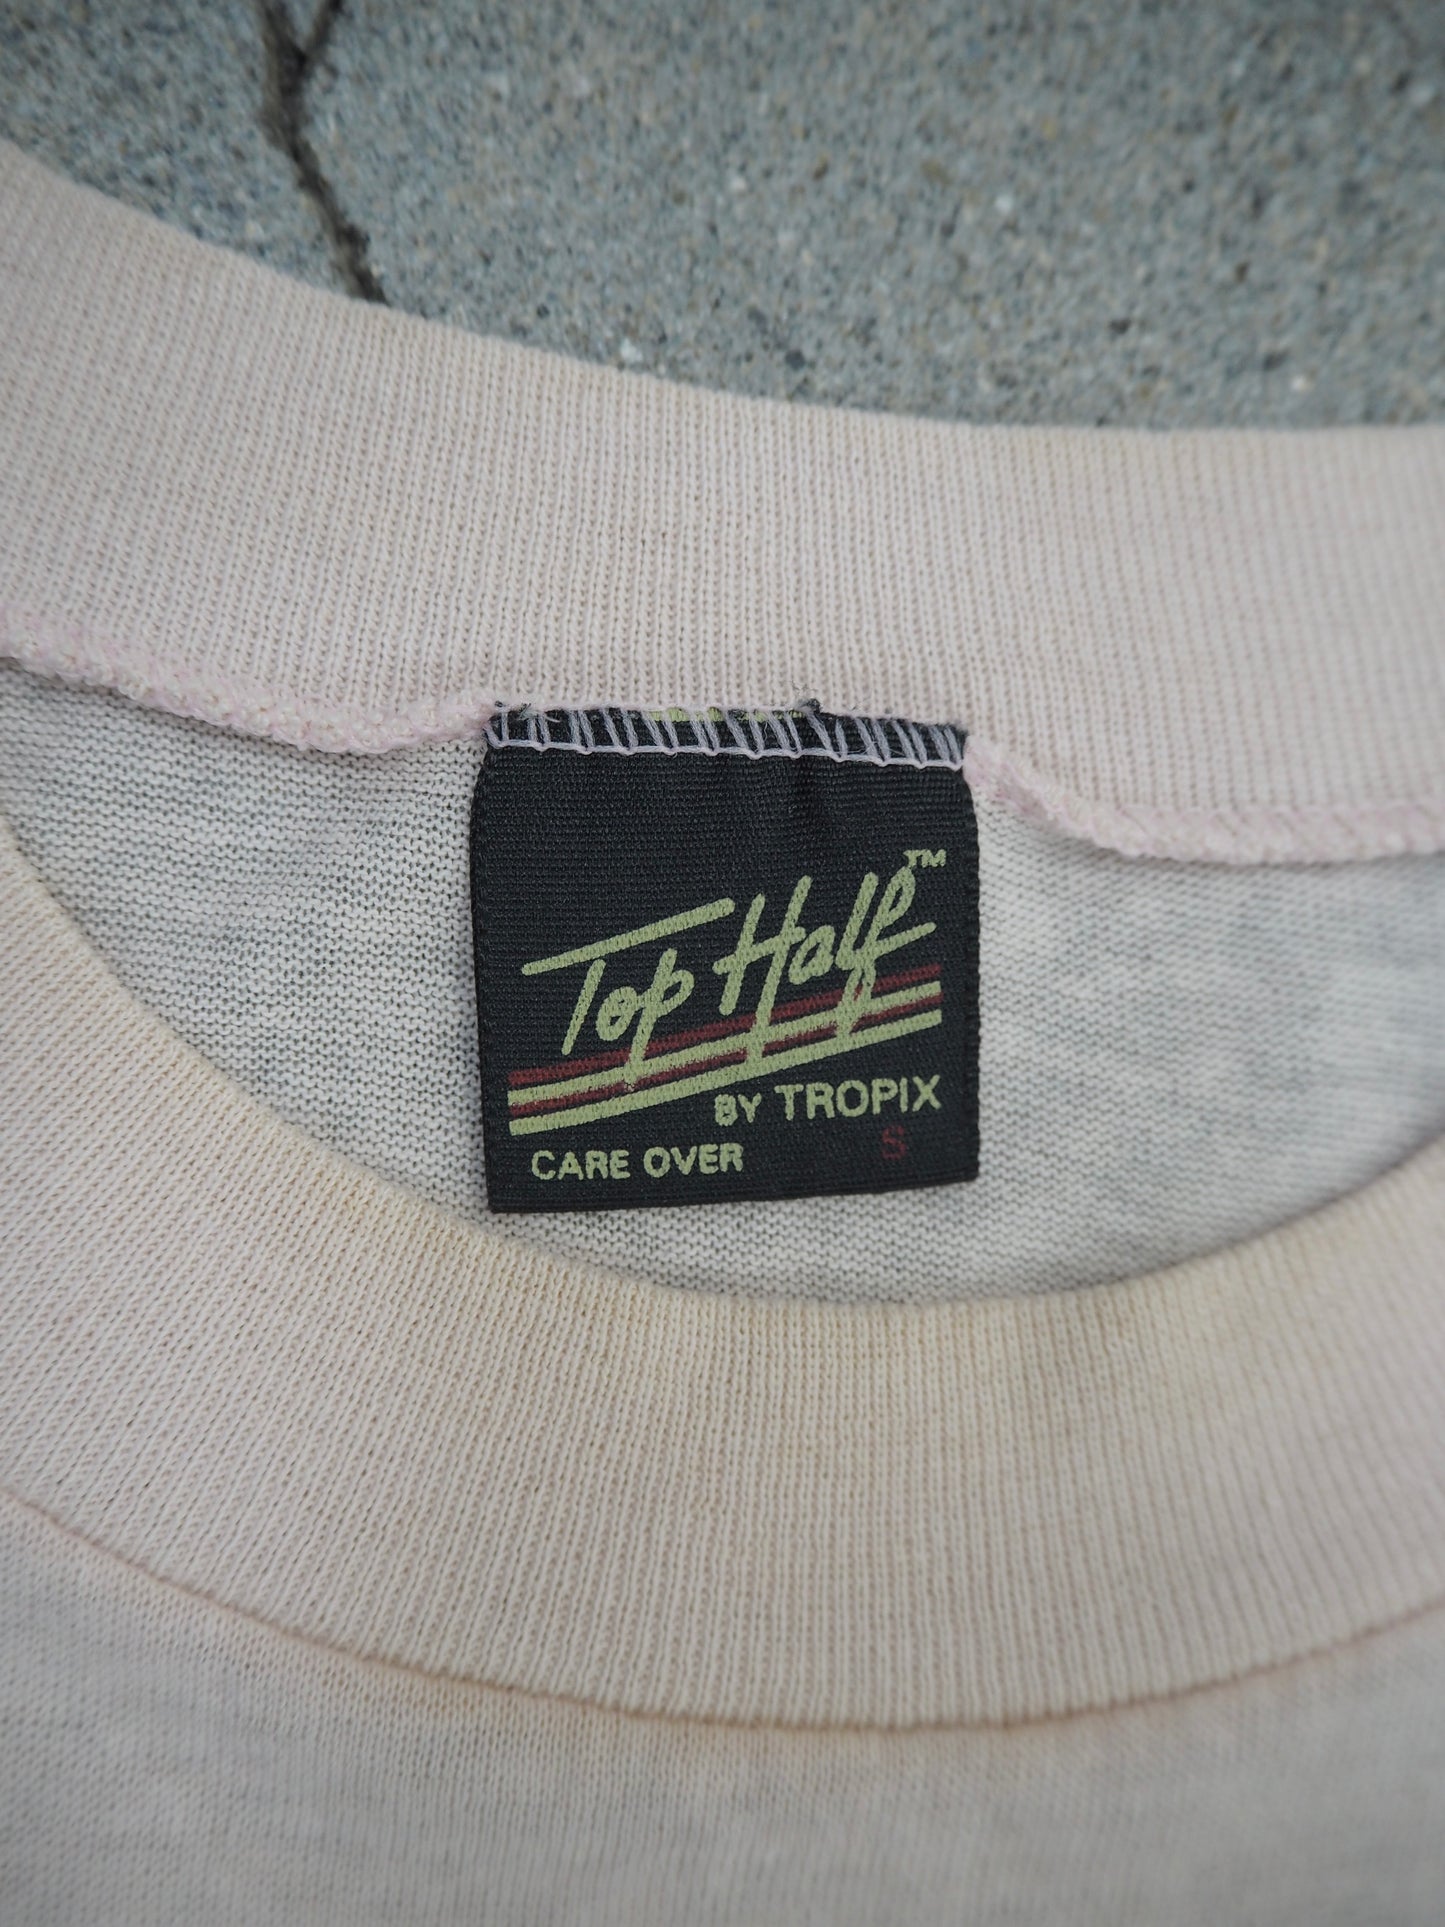 Top Half™
BY TROPIX
S
CARE OVER